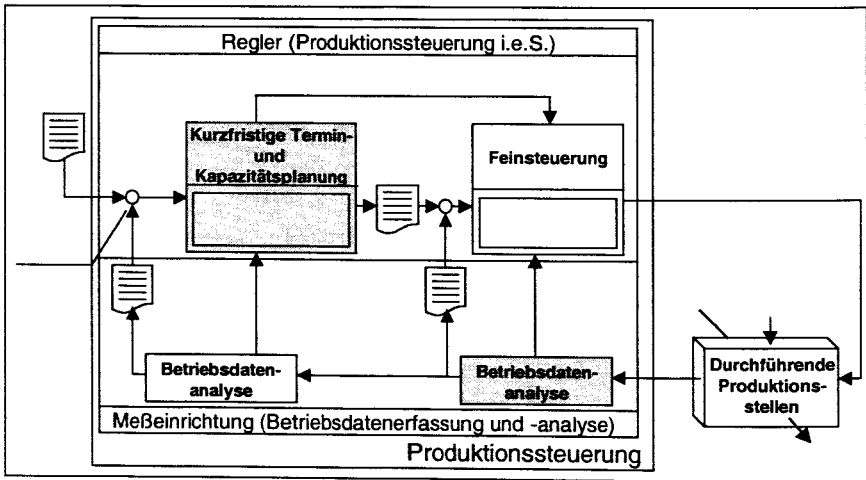 Regler (Produktionssteuerung i.e.S.)
Kurzfristige Termin-
und
Kapazitätsplanung
Feinsteuerung
Betriebsdaten-
analyse
Betriebsdaten-
analyse
Durchführende
Produktions-
stellen
Meßeinrichtung (Betriebsdatenerfassung und -analyse)
Produktionssteuerung